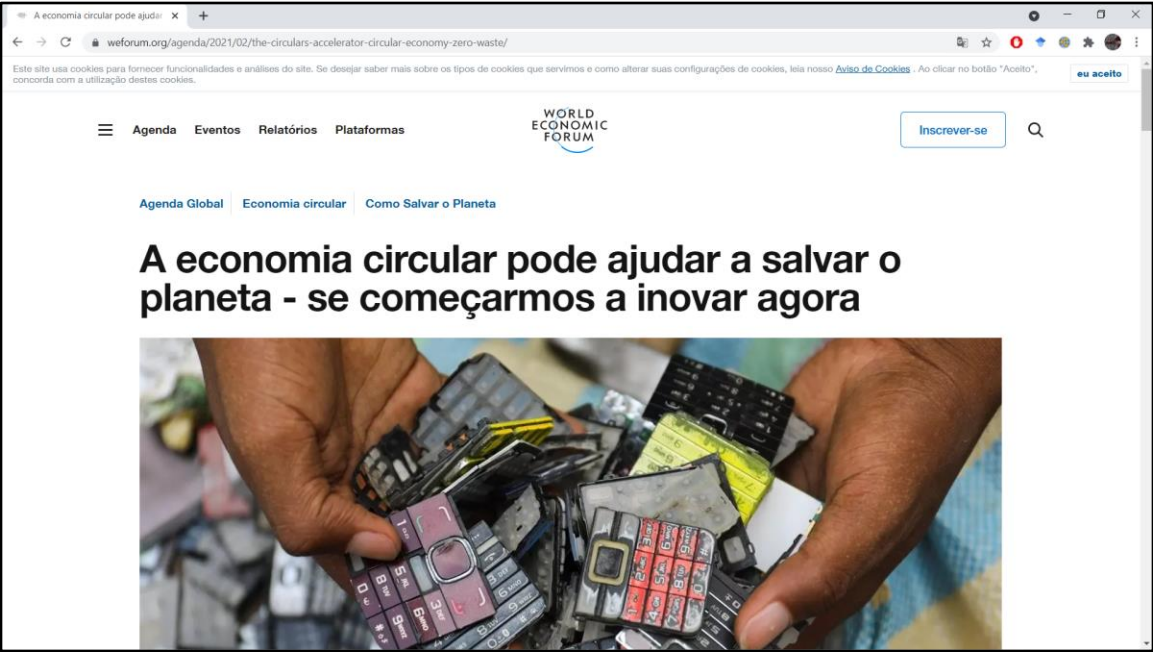 A economia circular pode ajudar
weforum.org/agenda/2021/02/the-circulars-accelerator-circular-economy-zero-waste/
Este site usa cookies para fornecer funcionalidades e análises do site. Se desejar saber mais sobre os tipos de cookies que servimos e como alterar suas configurações de cookies, leia nosso Aviso de Cookies . Ao clicar no botão "Aceito",
concorda com a utilização destes cookies.
eu aceito
Agenda Eventos Relatórios Plataformas
WORLD
ECONOMIC
FORUM
Inscrever-se
Agenda Global Economia circular Como Salvar o Planeta
A economia circular pode ajudar a salvar o
planeta - se começarmos a inovar agora